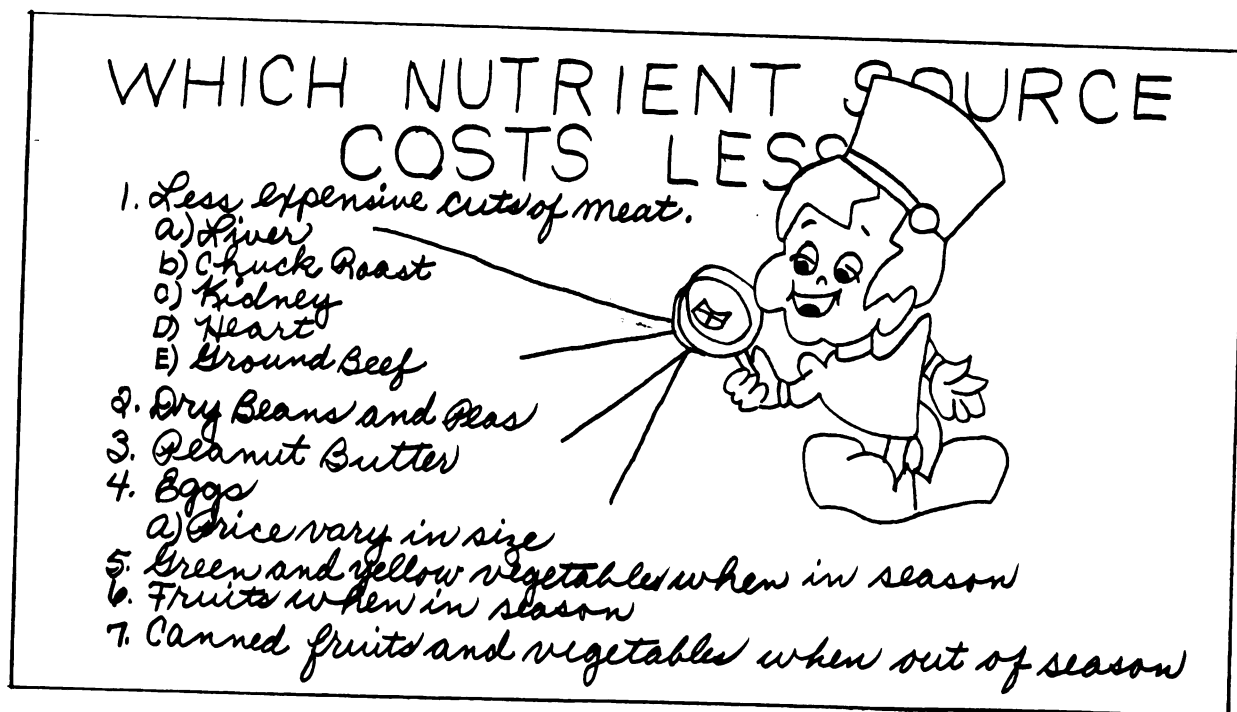 WHICH NUTRIENT SOURCE
COSTS LESS
1. Less expensive cuts of meat.
a) Liver
b) Chuck Roast
c) Kidney
D) Heart
E) Ground Beef
2. Dry Beans and Peas
3. Peanut Butter
4. Eggs
a) Price vary in size
5. Green and yellow vegetables when in season
6. Fruits when in season
7. Canned fruits and vegetables when out of season